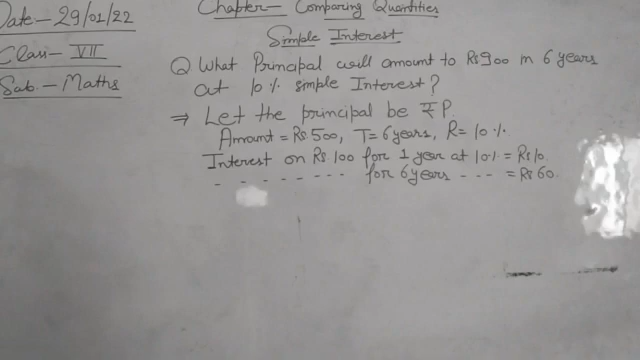 Date - 29/01/22
Class - VII
Sub. - Maths
Chapter - Comparing Quantities
Simple Interest
Q What Principal will amount to Rs 900 in 6 years
at 10% simple Interest?
⇒ Let the principal be ₹ P.
Amount = Rs 500, T = 6 years, R = 10%
Interest on Rs. 100 for 1 year at 10% = Rs 10.
- - - - - - - - - for 6 years - - - = Rs 60.